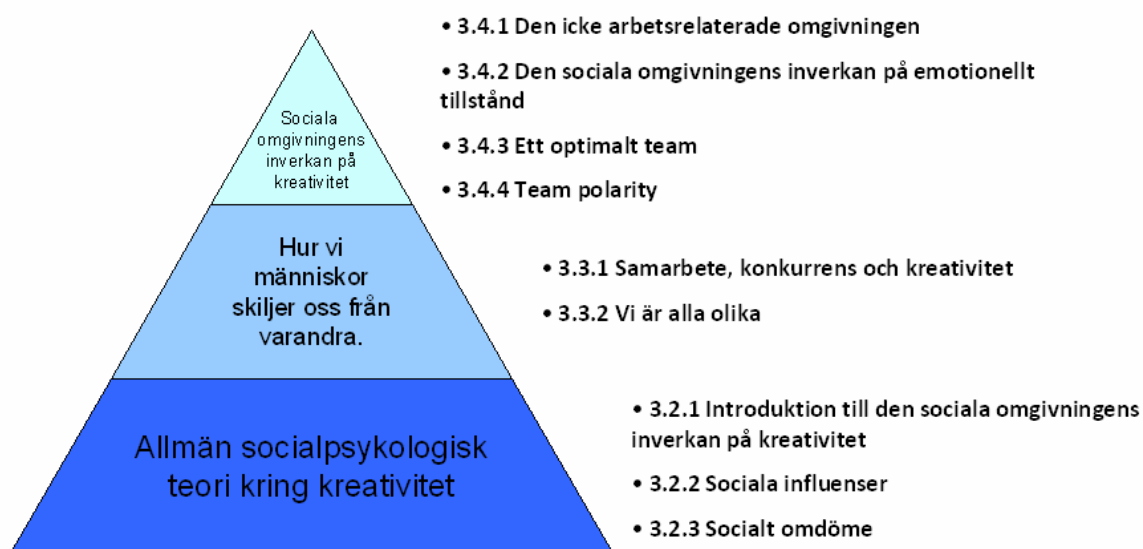 Sociala
omgivningens
inverkan på
kreativitet
• 3.4.1 Den icke arbetsrelaterade omgivningen
• 3.4.2 Den sociala omgivningens inverkan på emotionellt
tillstånd
• 3.4.3 Ett optimalt team
• 3.4.4 Team polarity
Hur vi
människor
skiljer oss från
varandra.
• 3.3.1 Samarbete, konkurrens och kreativitet
• 3.3.2 Vi är alla olika
Allmän socialpsykologisk
teori kring kreativitet
• 3.2.1 Introduktion till den sociala omgivningens
inverkan på kreativitet
• 3.2.2 Sociala influenser
• 3.2.3 Socialt omdöme